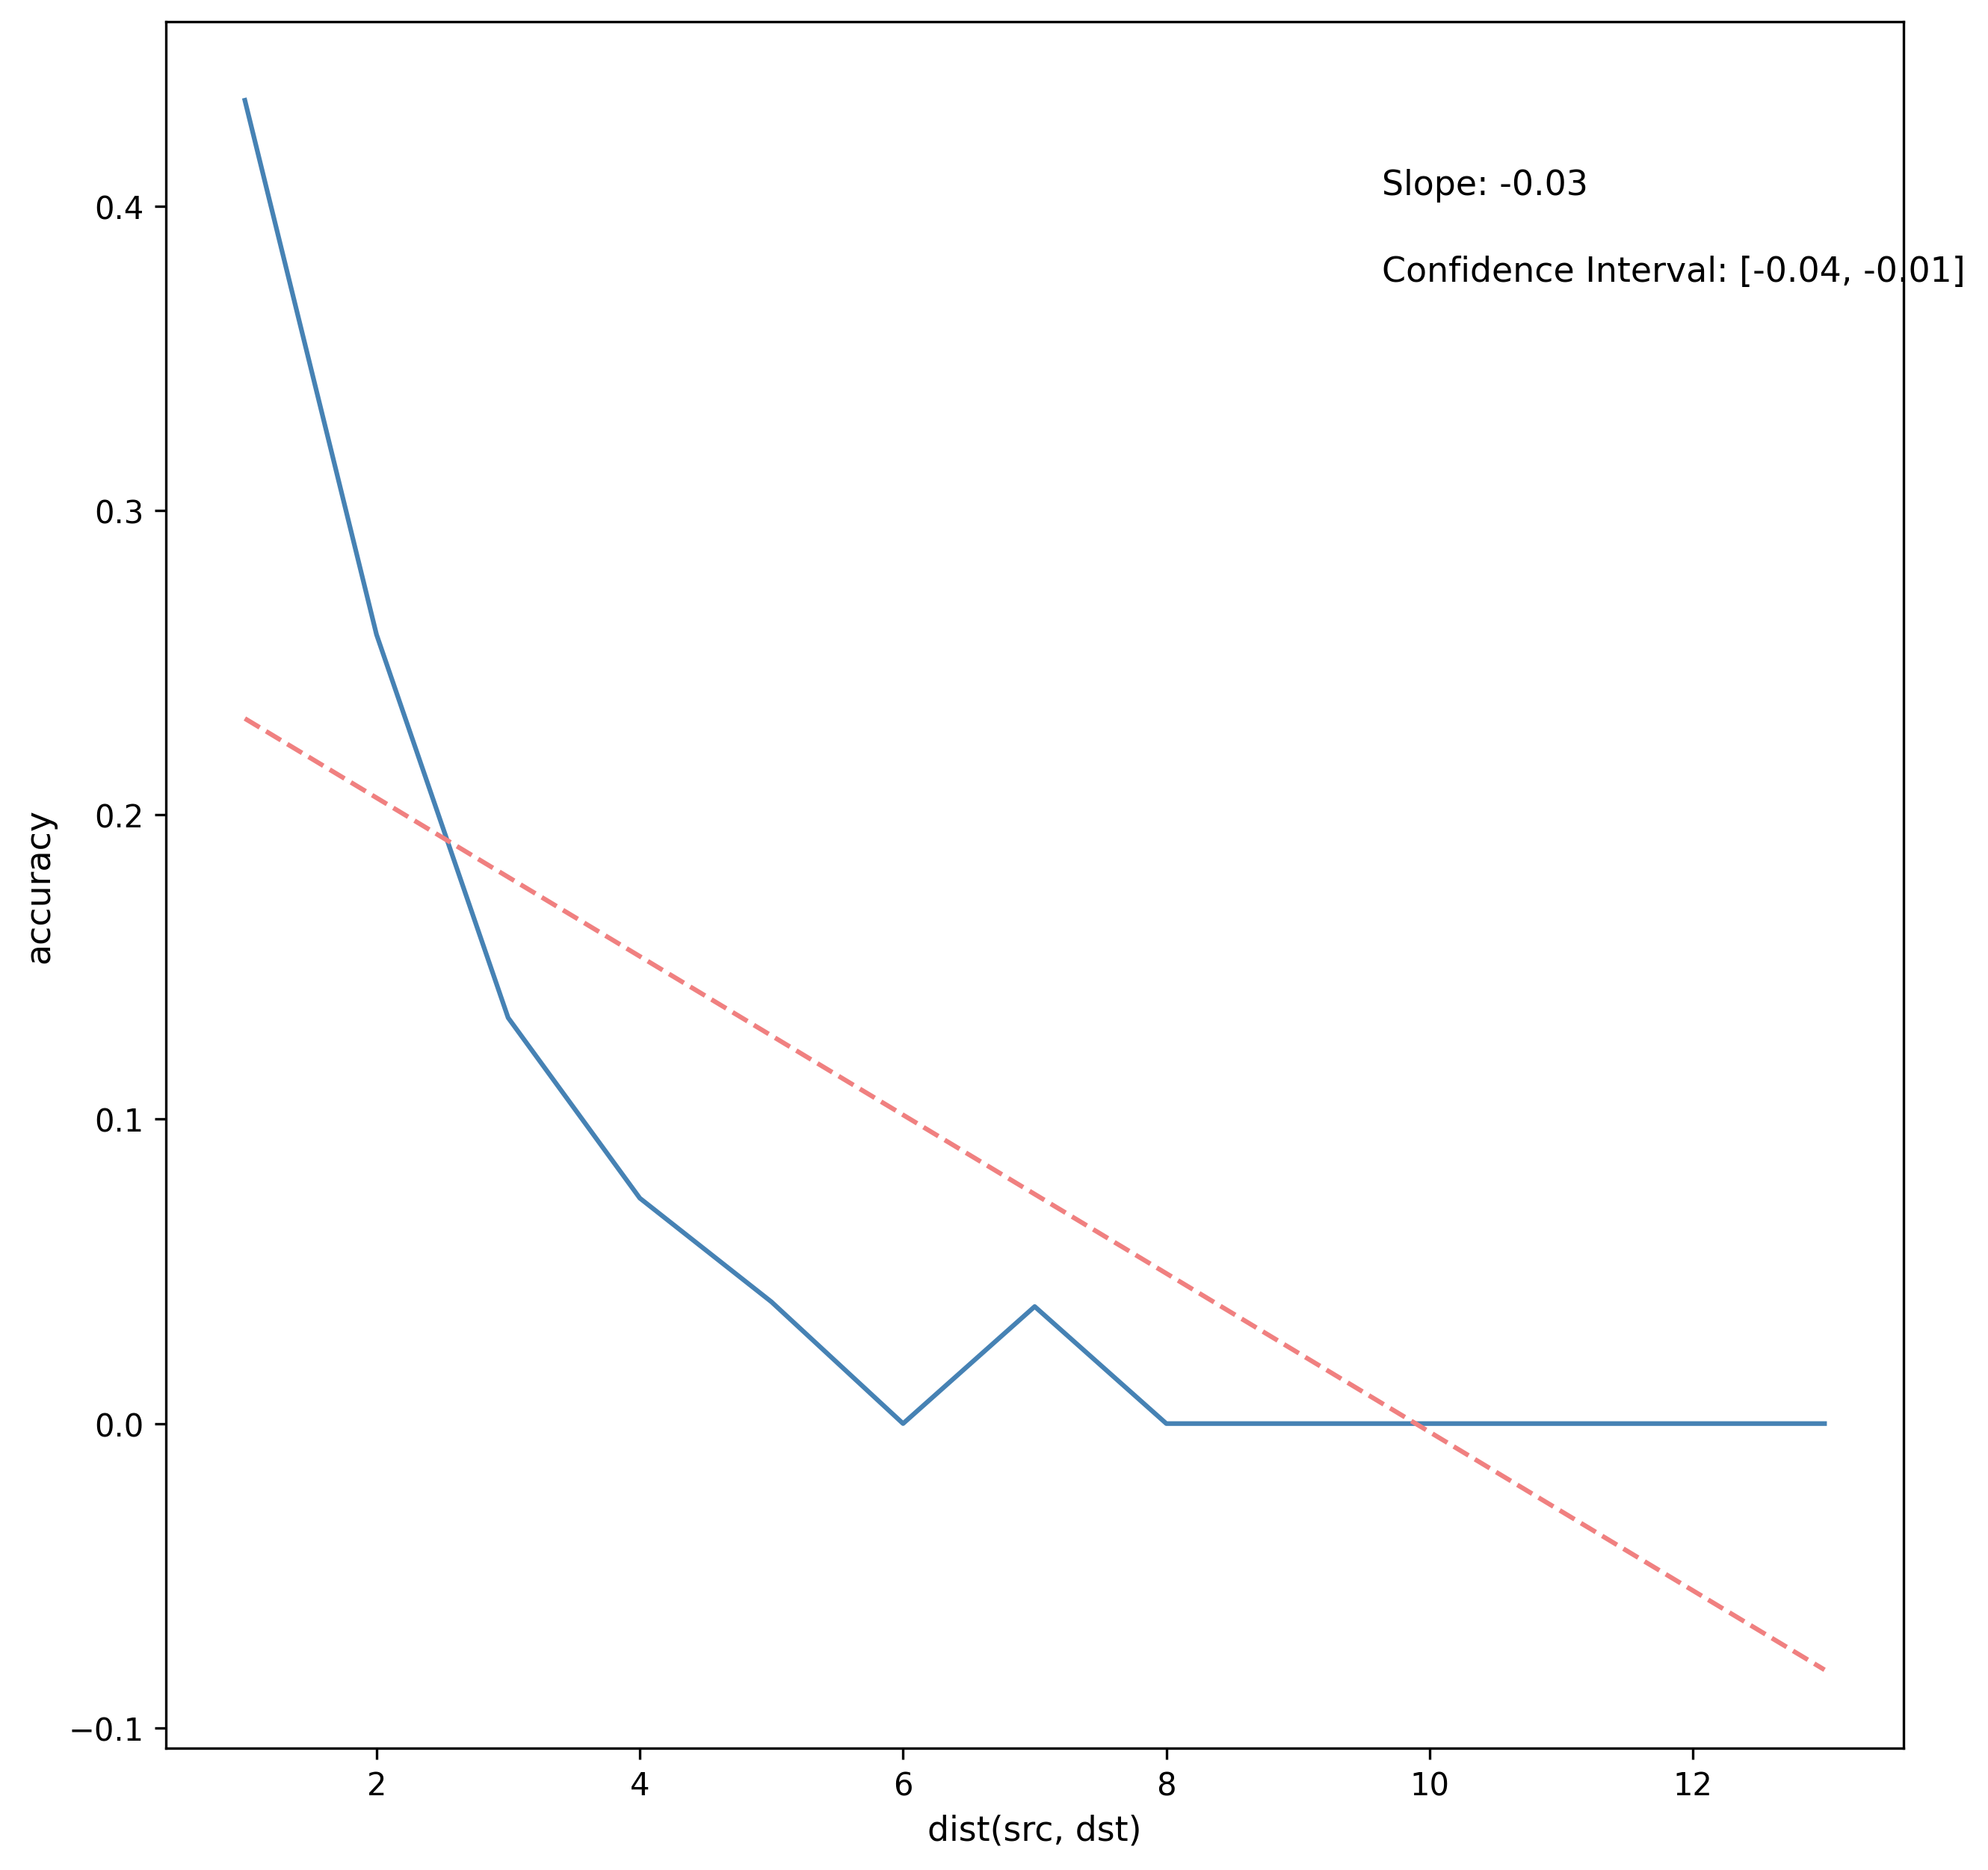 Slope: -0.03
Confidence Interval: [-0.04, -0.01]
accuracy
0.4
0.3
0.2
0.1
0.0
−0.1
2 4 6 8 10 12
dist(src, dst)